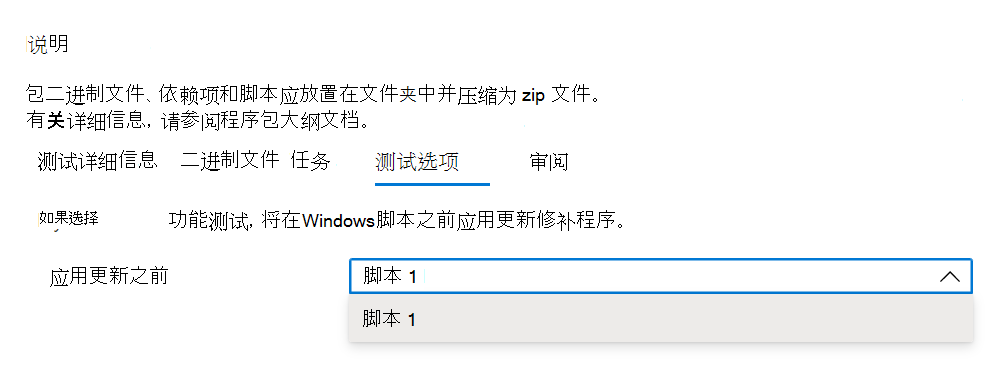 说明
包二进制文件、依赖项和脚本应放置在文件夹中并压缩为 zip 文件。
有关详细信息，请参阅程序包大纲文档。
测试详细信息 二进制文件 任务 测试选项 审阅
如果选择 功能测试，将在Windows脚本之前应用更新修补程序。
应用更新之前 脚本 1
脚本 1